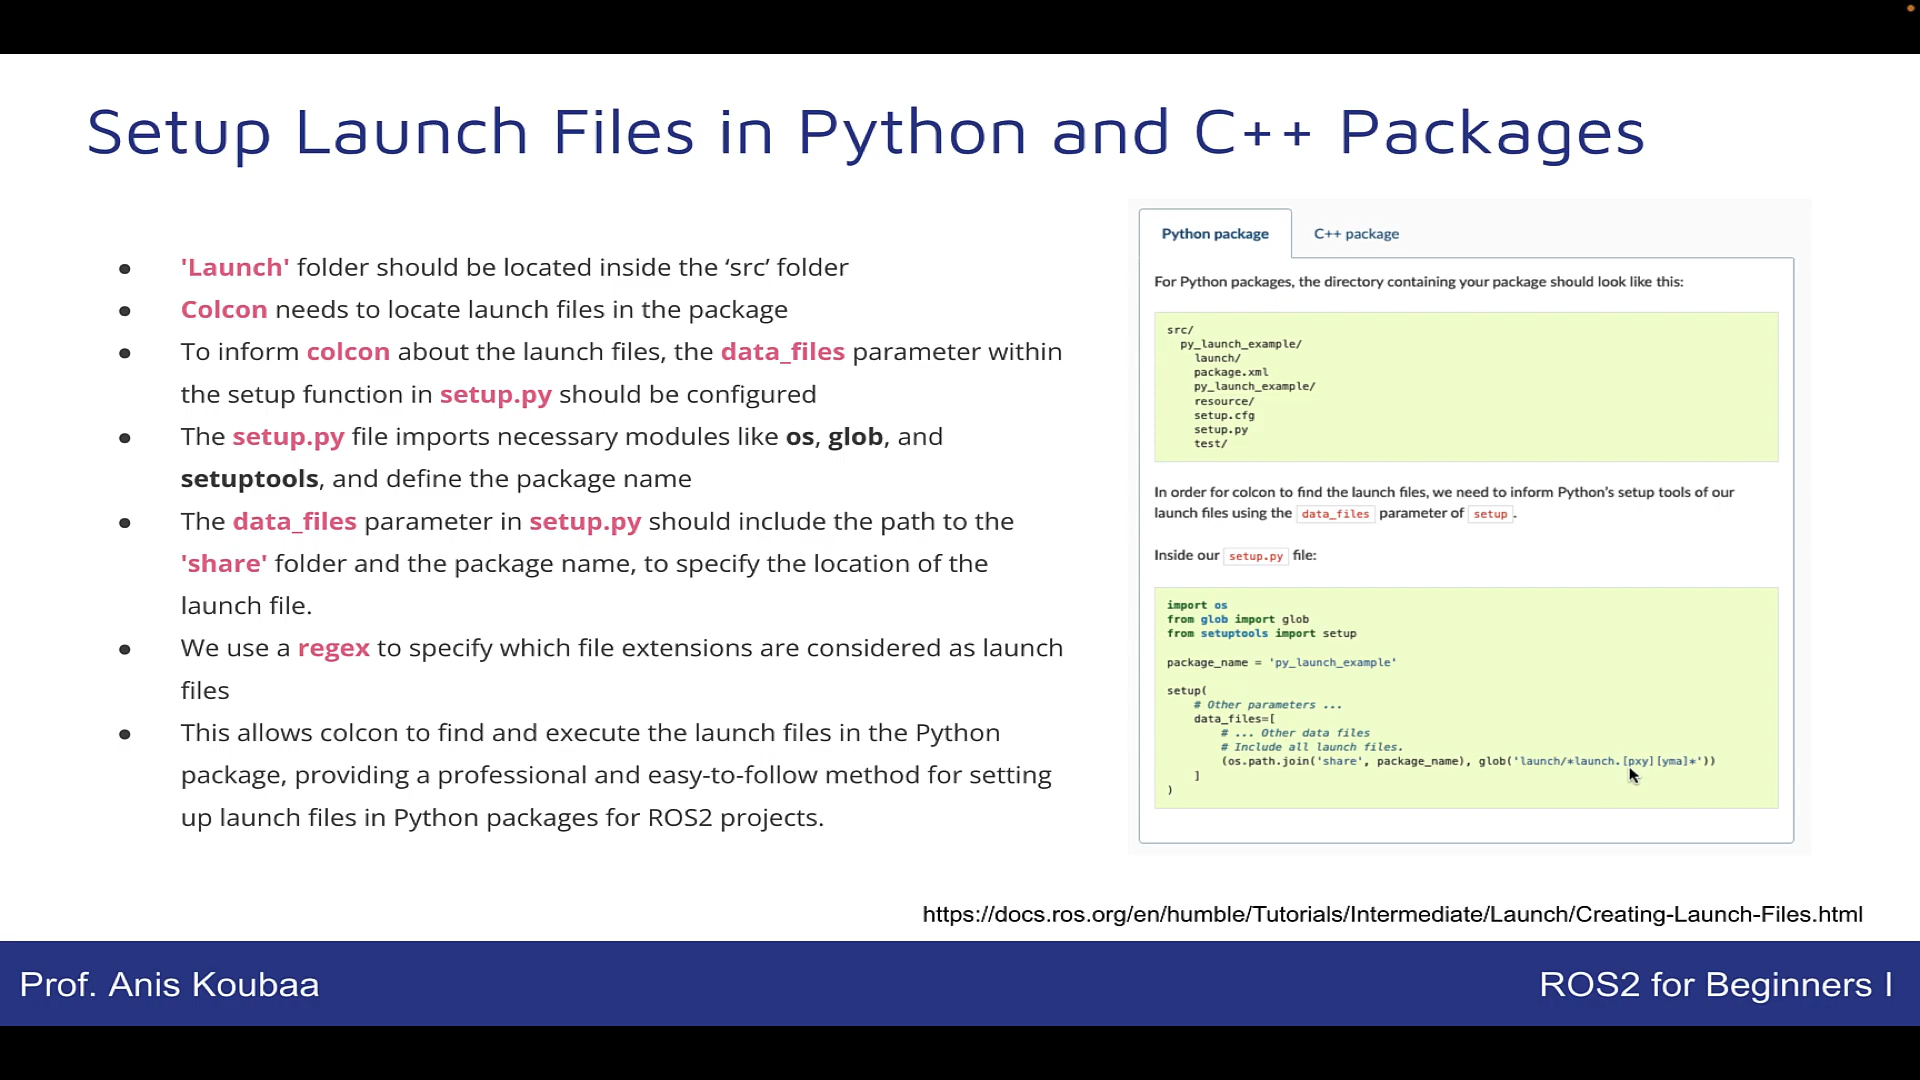 Setup Launch Files in Python and C++ Packages
● 'Launch' folder should be located inside the ‘src’ folder
● Colcon needs to locate launch files in the package
● To inform colcon about the launch files, the data_files parameter within
the setup function in setup.py should be configured
● The setup.py file imports necessary modules like os, glob, and
setuptools, and define the package name
● The data_files parameter in setup.py should include the path to the
'share' folder and the package name, to specify the location of the
launch file.
● We use a regex to specify which file extensions are considered as launch
files
● This allows colcon to find and execute the launch files in the Python
package, providing a professional and easy-to-follow method for setting
up launch files in Python packages for ROS2 projects.
Python package C++ package
For Python packages, the directory containing your package should look like this:
src/
py_launch_example/
launch/
package.xml
py_launch_example/
resource/
setup.cfg
setup.py
test/
In order for colcon to find the launch files, we need to inform Python’s setup tools of our
launch files using the data_files parameter of setup.
Inside our setup.py file:
import os
from glob import glob
from setuptools import setup
package_name = 'py_launch_example'
setup(
# Other parameters ...
data_files=[
# ... Other data files
# Include all launch files.
(os.path.join('share', package_name), glob('launch/*launch.[pxy][yma]*'))
]
)
https://docs.ros.org/en/humble/Tutorials/Intermediate/Launch/Creating-Launch-Files.html
Prof. Anis Koubaa
ROS2 for Beginners I